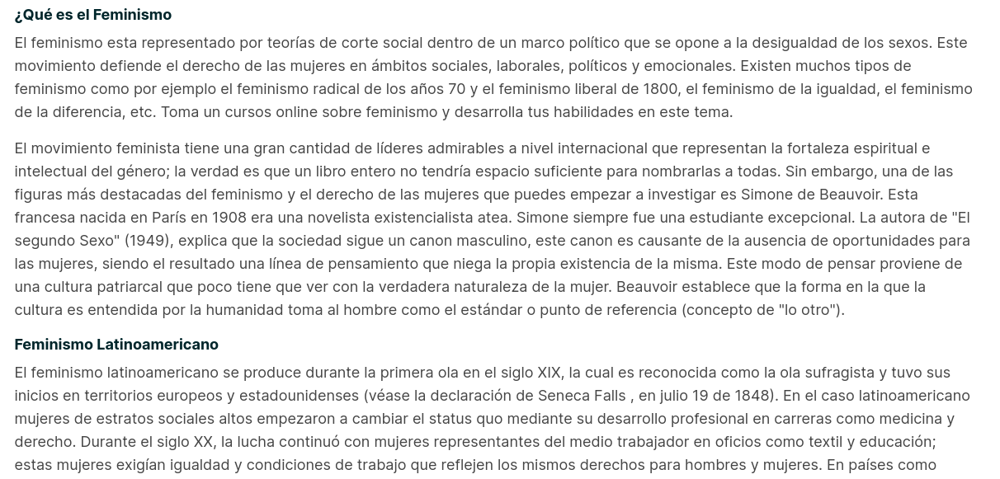 ¿Qué es el Feminismo
El feminismo esta representado por teorías de corte social dentro de un marco político que se opone a la desigualdad de los sexos. Este
movimiento defiende el derecho de las mujeres en ámbitos sociales, laborales, políticos y emocionales. Existen muchos tipos de
feminismo como por ejemplo el feminismo radical de los años 70 y el feminismo liberal de 1800, el feminismo de la igualdad, el feminismo
de la diferencia, etc. Toma un cursos online sobre feminismo y desarrolla tus habilidades en este tema.
El movimiento feminista tiene una gran cantidad de líderes admirables a nivel internacional que representan la fortaleza espiritual e
intelectual del género; la verdad es que un libro entero no tendría espacio suficiente para nombrarlas a todas. Sin embargo, una de las
figuras más destacadas del feminismo y el derecho de las mujeres que puedes empezar a investigar es Simone de Beauvoir. Esta
francesa nacida en París en 1908 era una novelista existencialista atea. Simone siempre fue una estudiante excepcional. La autora de "El
segundo Sexo" (1949), explica que la sociedad sigue un canon masculino, este canon es causante de la ausencia de oportunidades para
las mujeres, siendo el resultado una línea de pensamiento que niega la propia existencia de la misma. Este modo de pensar proviene de
una cultura patriarcal que poco tiene que ver con la verdadera naturaleza de la mujer. Beauvoir establece que la forma en la que la
cultura es entendida por la humanidad toma al hombre como el estándar o punto de referencia (concepto de "lo otro").
Feminismo Latinoamericano
El feminismo latinoamericano se produce durante la primera ola en el siglo XIX, la cual es reconocida como la ola sufragista y tuvo sus
inicios en territorios europeos y estadounidenses (véase la declaración de Seneca Falls , en julio 19 de 1848). En el caso latinoamericano
mujeres de estratos sociales altos empezaron a cambiar el status quo mediante su desarrollo profesional en carreras como medicina y
derecho. Durante el siglo XX, la lucha continuó con mujeres representantes del medio trabajador en oficios como textil y educación;
estas mujeres exigían igualdad y condiciones de trabajo que reflejen los mismos derechos para hombres y mujeres. En países como